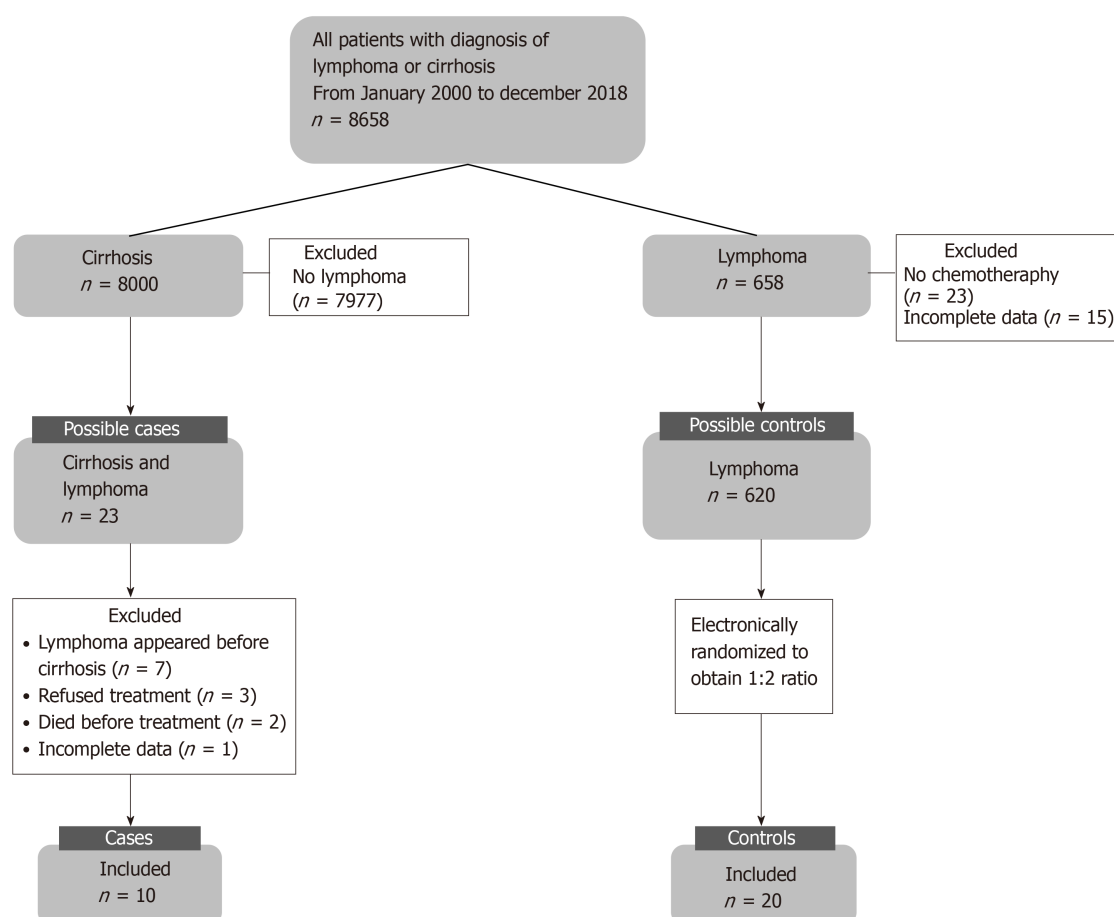 All patients with diagnosis of
lymphoma or cirrhosis
From January 2000 to december 2018
n = 8658
Cirrhosis
n = 8000
Excluded
No lymphoma
(n = 7977)
Lymphoma
n = 658
Excluded
No chemotheraphy
(n = 23)
Incomplete data (n = 15)
Possible cases
Cirrhosis and
lymphoma
n = 23
Possible controls
Lymphoma
n = 620
Excluded
• Lymphoma appeared before
cirrhosis (n = 7)
• Refused treatment (n = 3)
• Died before treatment (n = 2)
• Incomplete data (n = 1)
Electronically
randomized to
obtain 1:2 ratio
Cases
Included
n = 10
Controls
Included
n = 20